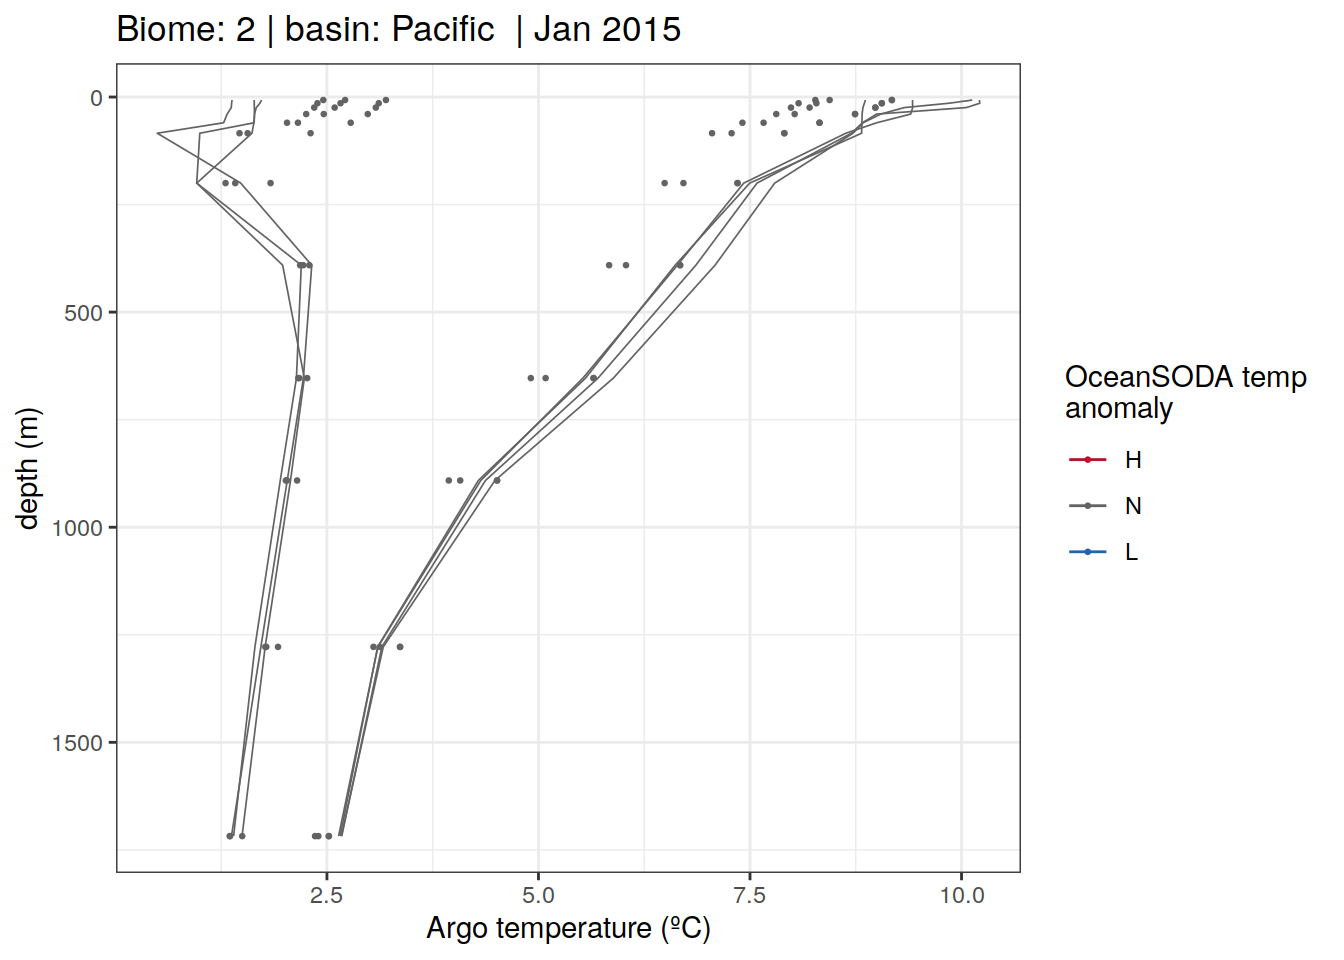 Biome: 2 | basin: Pacific  | Jan 2015
0
500
1000
1500
depth (m)
2.5
5.0
7.5
10.0
Argo temperature (ºC)
OceanSODA temp
anomaly
H
N
L